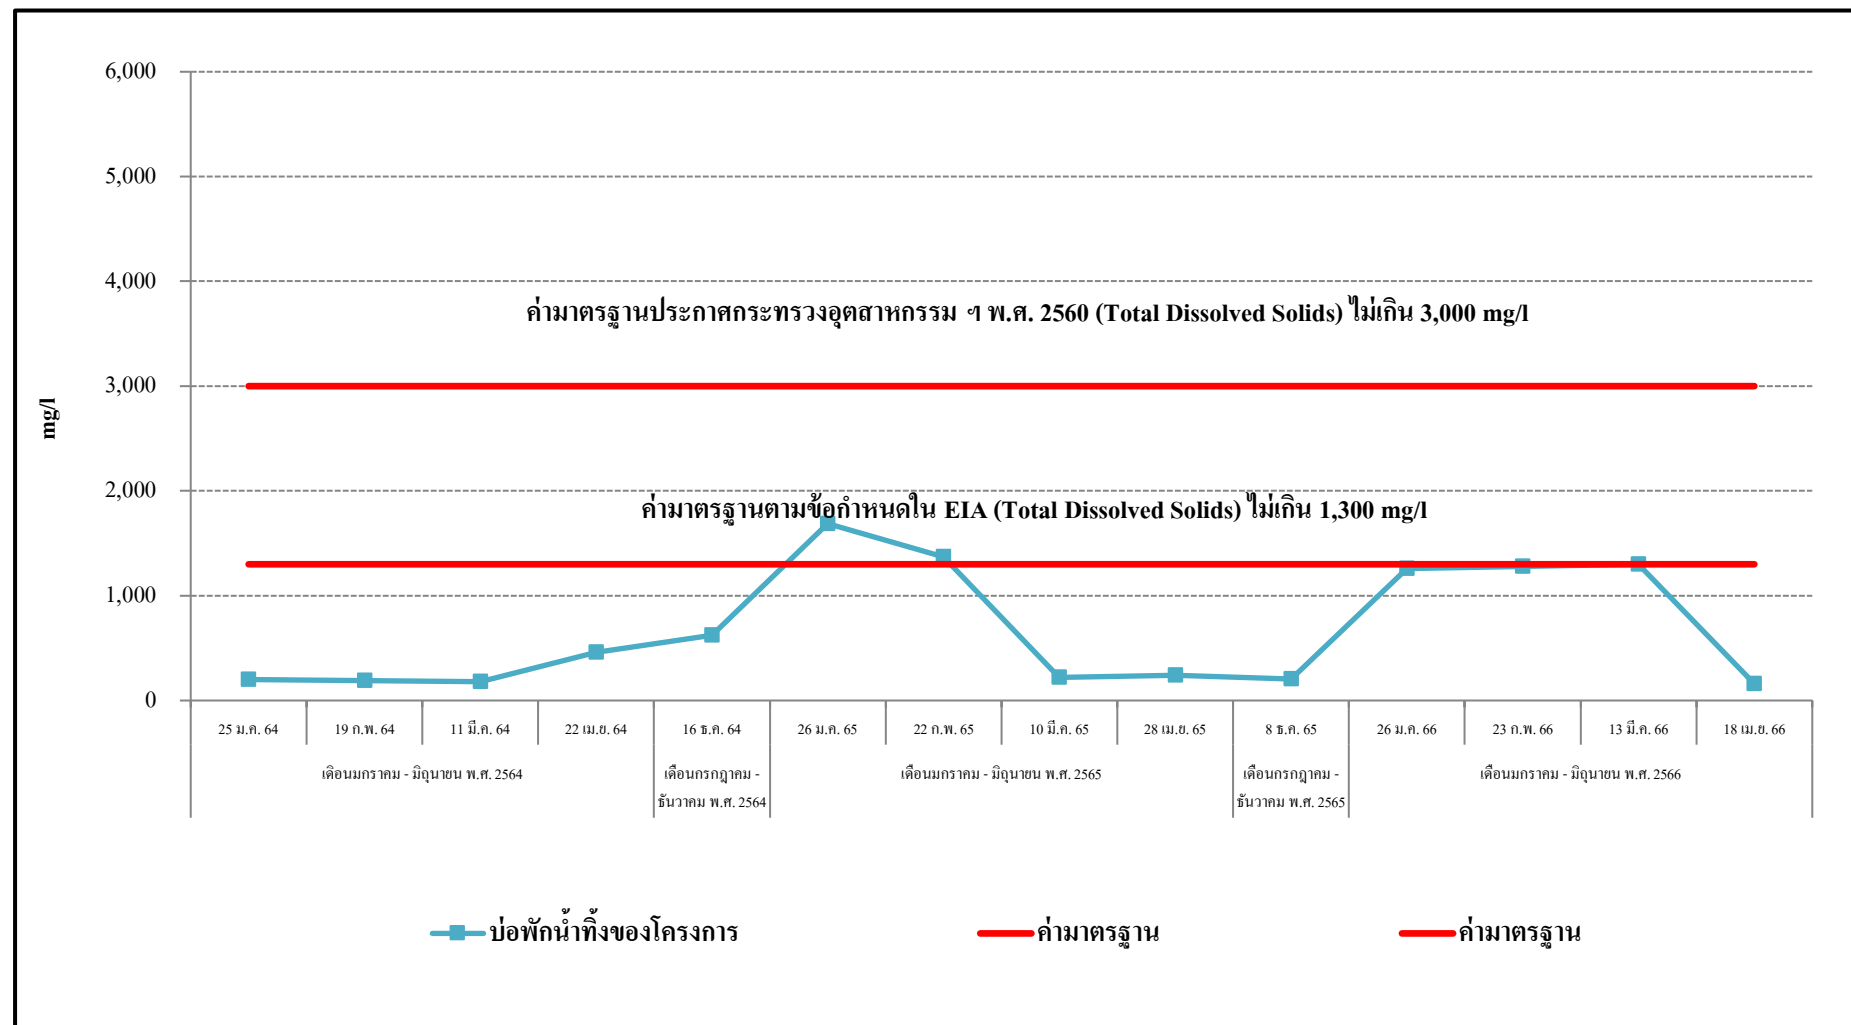 6,000
5,000
4,000
ค่ามาตรฐานประกาศกระทรวงอุตสาหกรรม ฯ พ.ศ. 2560 (Total Dissolved Solids) ไม่เกิน 3,000 mg/l
3,000
mg/l
2,000
ค่ามาตรฐานตามข้อกำหนดใน EIA (Total Dissolved Solids) ไม่เกิน 1,300 mg/l
1,000
0
25 ม.ค. 64 19 ก.พ. 64 11 มี.ค. 64 22 เม.ย. 64 16 ธ.ค. 64 26 ม.ค. 65 22 ก.พ. 65 10 มี.ค. 65 28 เม.ย. 65 8 ธ.ค. 65 26 ม.ค. 66 23 ก.พ. 66 13 มี.ค. 66 18 เม.ย. 66
เดือนมกราคม - มิถุนายน พ.ศ. 2564
เดือนกรกฎาคม -
ธันวาคม พ.ศ. 2564
เดือนมกราคม - มิถุนายน พ.ศ. 2565
เดือนกรกฎาคม -
ธันวาคม พ.ศ. 2565
เดือนมกราคม - มิถุนายน พ.ศ. 2566
บ่อพักน้ำทิ้งของโครงการ ค่ามาตรฐาน ค่ามาตรฐาน